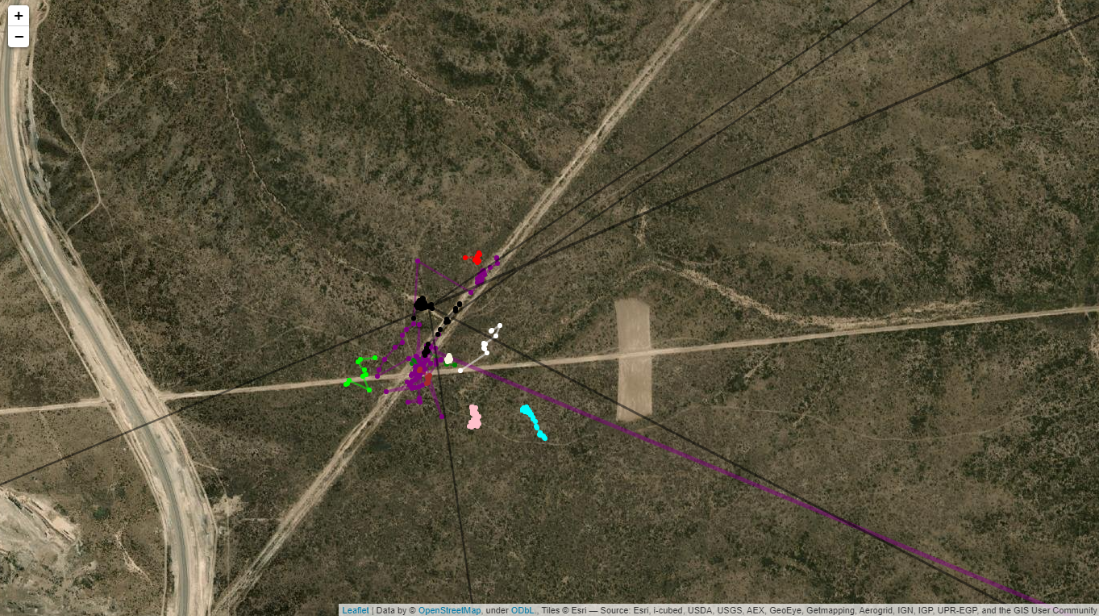 +
−
Leaflet | Data by © OpenStreetMap, under ODbL., Tiles © Esri — Source: Esri, i-cubed, USDA, USGS, AEX, GeoEye, Getmapping, Aerogrid, IGN, IGP, UPR-EGP, and the GIS User Community